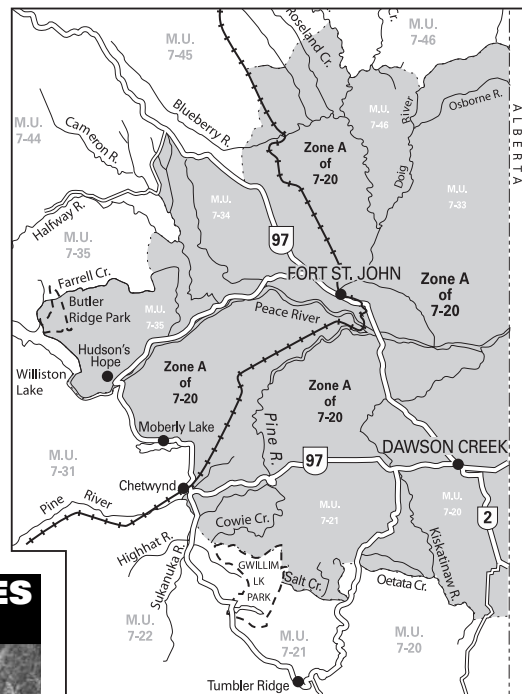 M.U.
7-45
Roseland Cr.
Cr.
M.U.
7-46
M.U.
7-44
Cameron R.
Blueberry R.
Zone A
of
7-20
M.U.
7-46
Doig River
Osborne R.
ALBERTA
M.U.
7-34
M.U.
7-33
Halfway R.
M.U.
7-35
97
FORT ST. JOHN
Zone A
of
7-20
Farrell Cr.
Butler
Ridge Park
M.U.
7-35
Peace River
Hudson's
Hope
Williston
Lake
Zone A
of
7-20
Zone A
of
7-20
Pine R.
Moberly Lake
M.U.
7-31
97
DAWSON CREEK
Chetwynd
Pine River
M.U.
7-21
M.U.
7-20
2
Cowie Cr.
Highhat R.
Sukanuka R.
GWILLIM
LK
PARK
Salt Cr.
Oetata Cr.
Kiskatinaw R.
M.U.
7-22
M.U.
7-21
M.U.
7-20
Tumbler Ridge
ES